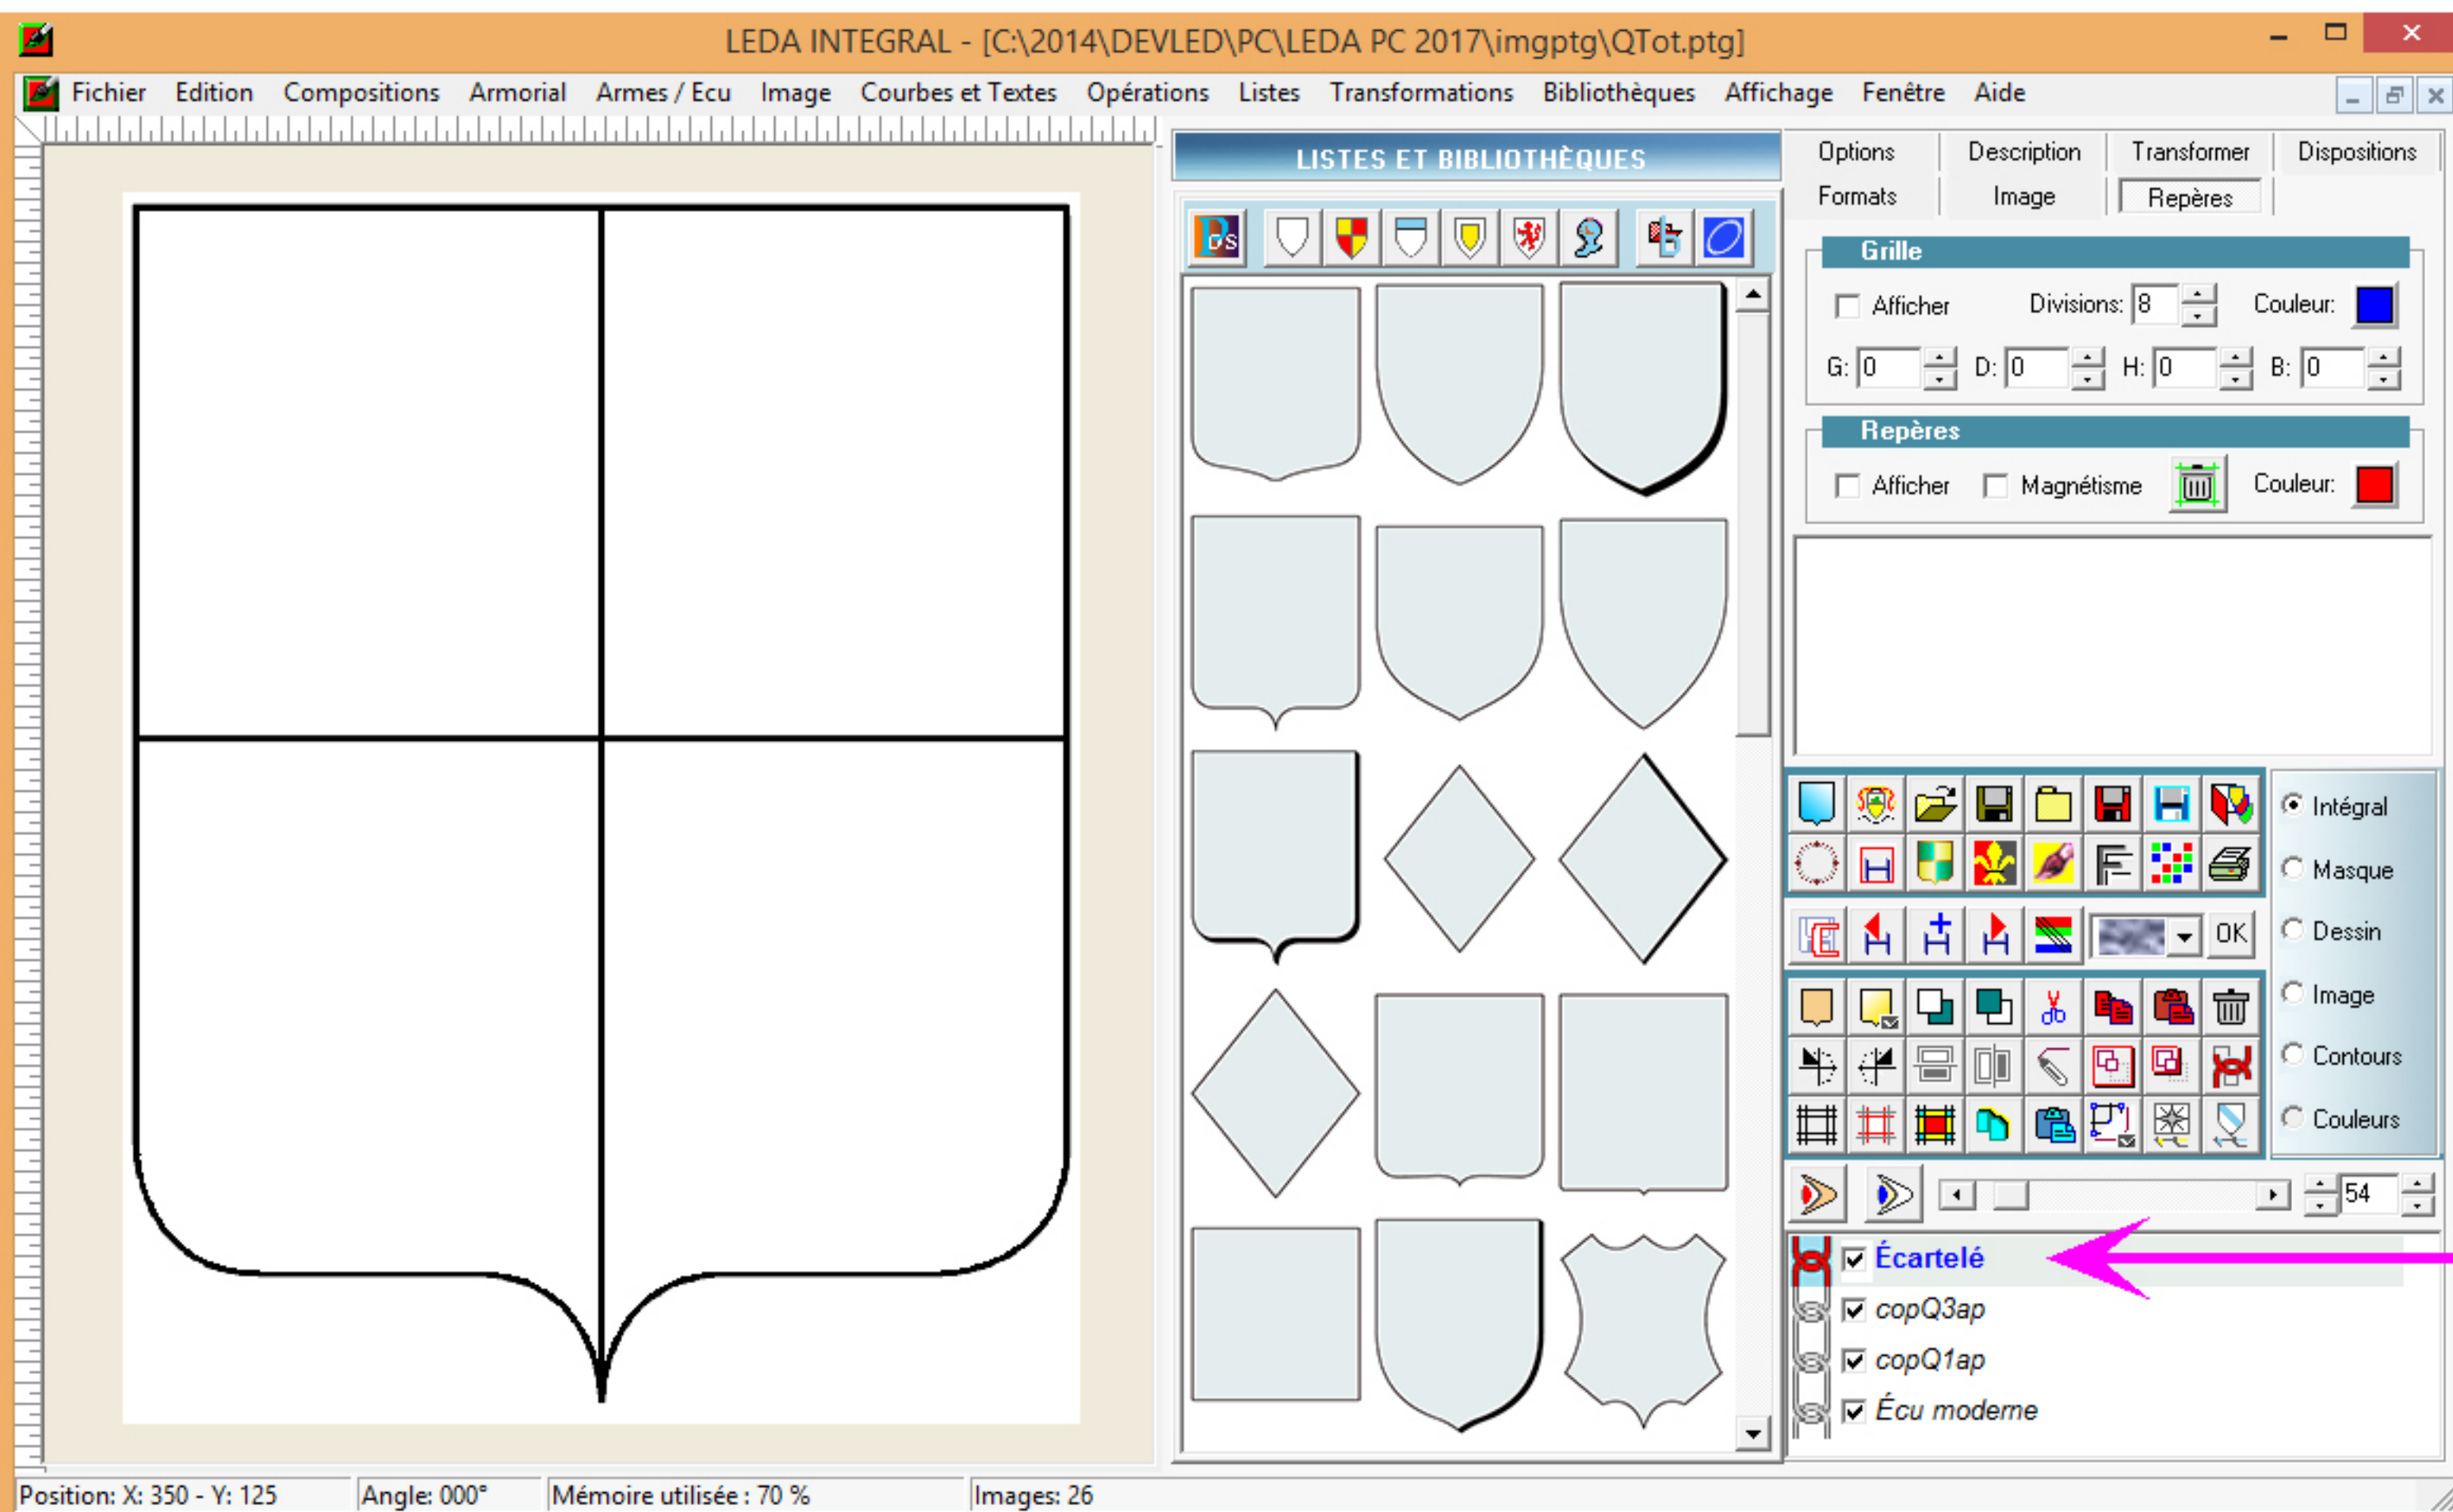 LEDA INTEGRAL - [C:\2014\DEVLED\PC\LEDA PC 2017\imgptg\QTot.ptg]
Fichier Edition Compositions Armorial Armes / Ecu Image Courbes et Textes Opérations Listes Transformations Bibliothèques Affichage Fenêtre Aide
LISTES ET BIBLIOTHÈQUES
Options Description Transformer Dispositions
Formats Image Repères
Grille
Afficher Divisions: 8 Couleur:
G: 0 D: 0 H: 0 B: 0
Repères
Afficher Magnétisme Couleur:
Intégral
Masque
OK Dessin
Image
Contours
Couleurs
54
Écartelé
copQ3ap
copQ1ap
Écu moderne
Position: X: 350 - Y: 125 Angle: 000° Mémoire utilisée : 70 % Images: 26